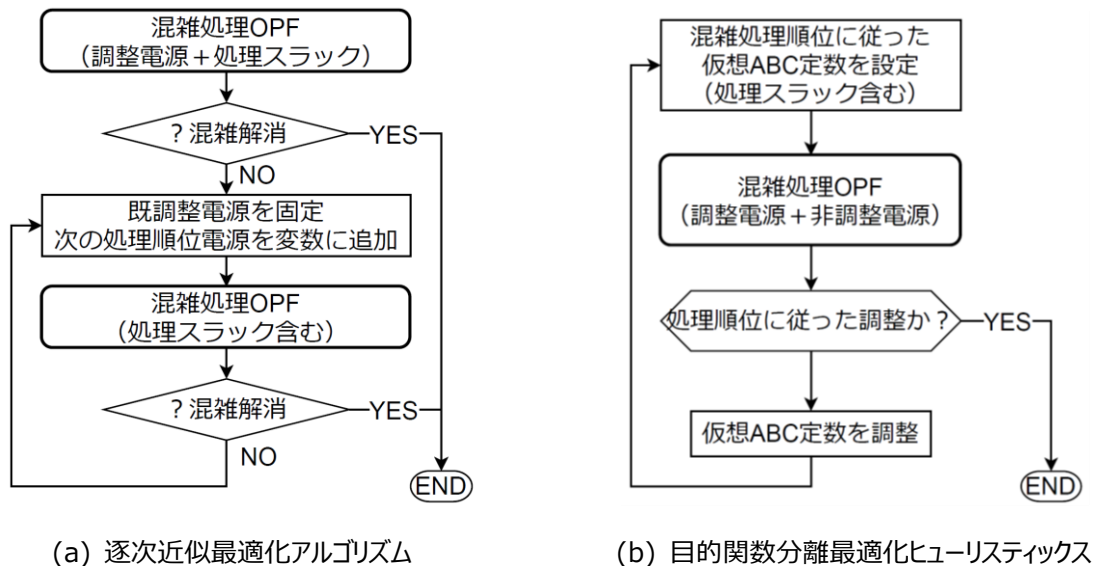 混雑処理OPF
（調整電源＋処理スラック）
？混雑解消
YES
NO
既調整電源を固定
次の処理順位電源を変数に追加
混雑処理OPF
（処理スラック含む）
？混雑解消
YES
NO
END
(a) 逐次近似最適化アルゴリズム
混雑処理順位に従った
仮想ABC定数を設定
（処理スラック含む）
混雑処理OPF
（調整電源＋非調整電源）
処理順位に従った調整か？
YES
仮想ABC定数を調整
END
(b) 目的関数分離最適化ヒューリスティックス